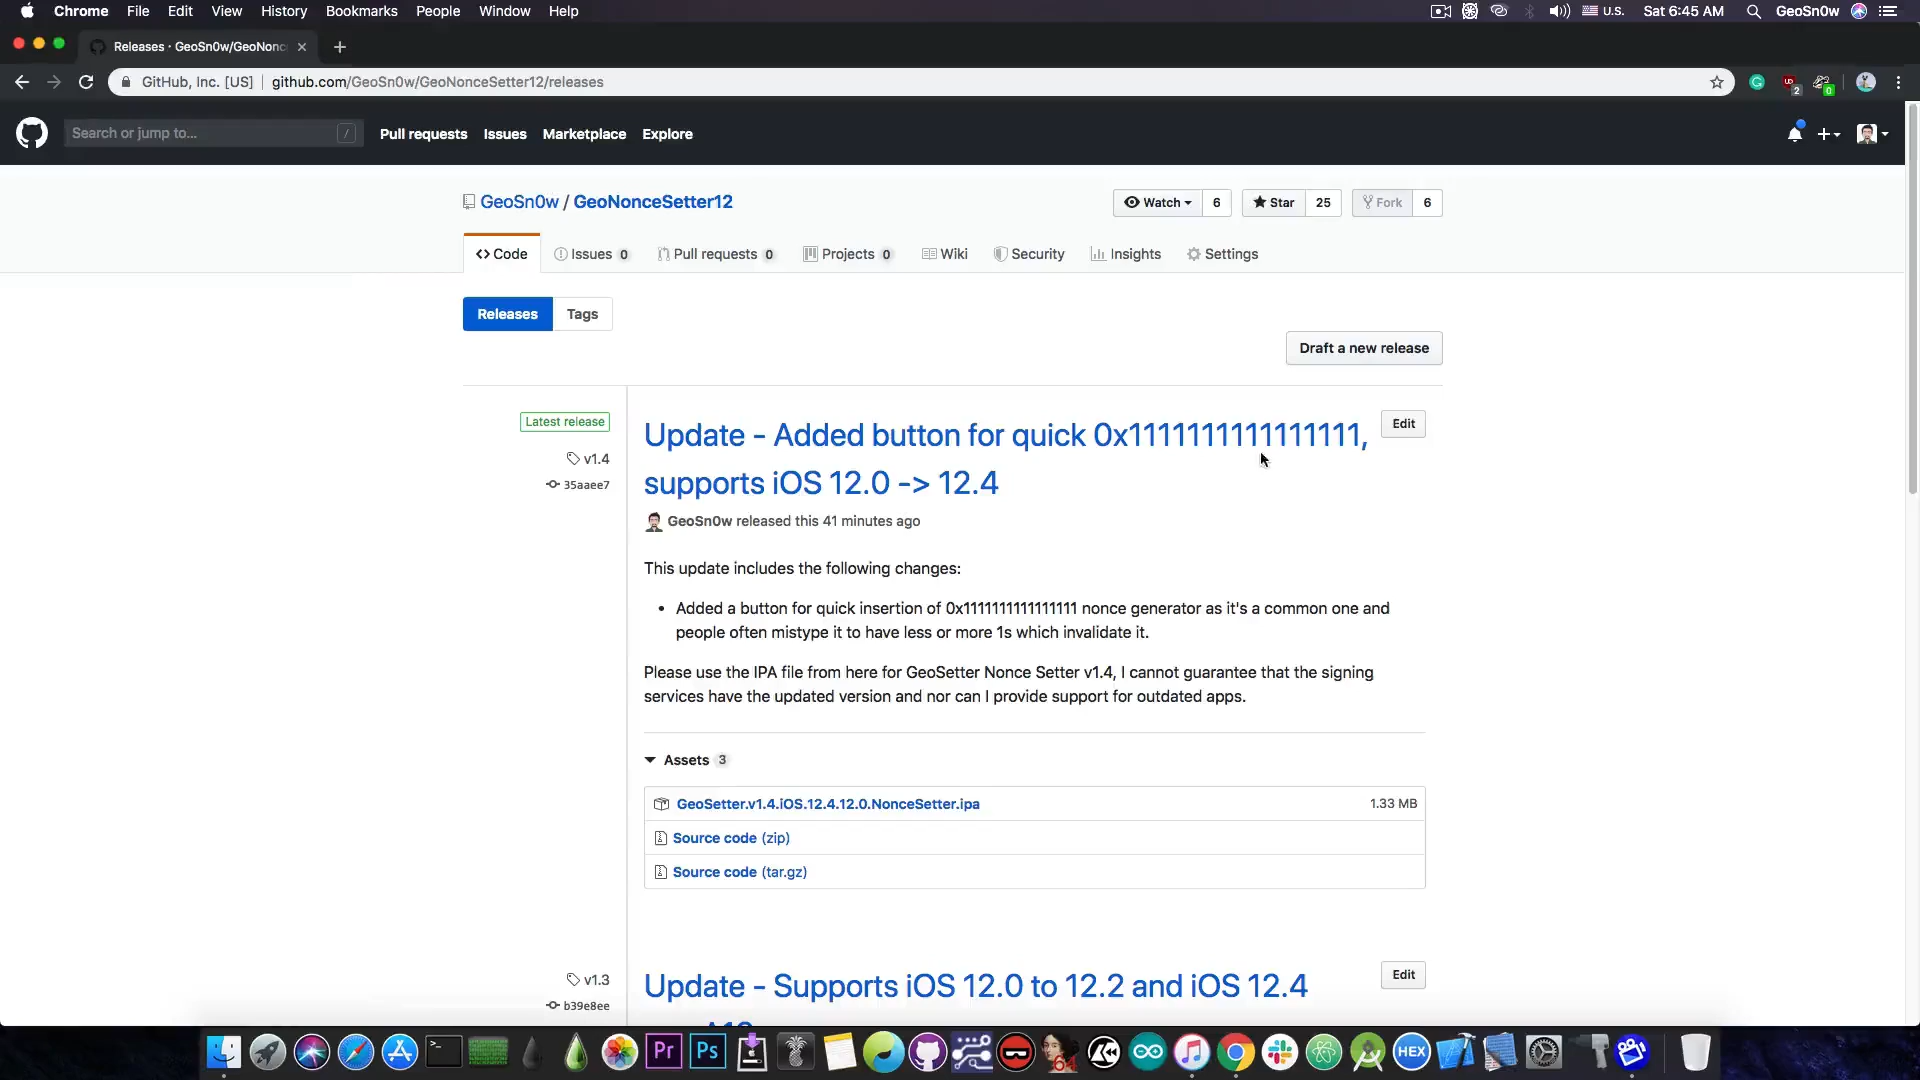 Chrome File Edit View History Bookmarks People Window Help U.S. Sat 6:45 AM GeoSn0w
Releases · GeoSn0w/GeoNonc
GitHub, Inc. [US] github.com/GeoSn0w/GeoNonceSetter12/releases 2 0
Search or jump to... / Pull requests Issues Marketplace Explore
GeoSn0w / GeoNonceSetter12 Watch 6 Star 25 Fork 6
Code Issues 0 Pull requests 0 Projects 0 Wiki Security Insights Settings
Releases Tags
Draft a new release
Latest release
v1.4
35aaee7
Update - Added button for quick 0x1111111111111111, Edit
supports iOS 12.0 -> 12.4
GeoSn0w released this 41 minutes ago
This update includes the following changes:
• Added a button for quick insertion of 0x1111111111111111 nonce generator as it's a common one and
people often mistype it to have less or more 1s which invalidate it.
Please use the IPA file from here for GeoSetter Nonce Setter v1.4, I cannot guarantee that the signing
services have the updated version and nor can I provide support for outdated apps.
Assets 3
GeoSetter.v1.4.iOS.12.4.12.0.NonceSetter.ipa 1.33 MB
Source code (zip)
Source code (tar.gz)
v1.3
b39e8ee
Update - Supports iOS 12.0 to 12.2 and iOS 12.4 Edit
Pr Ps 64 HEX